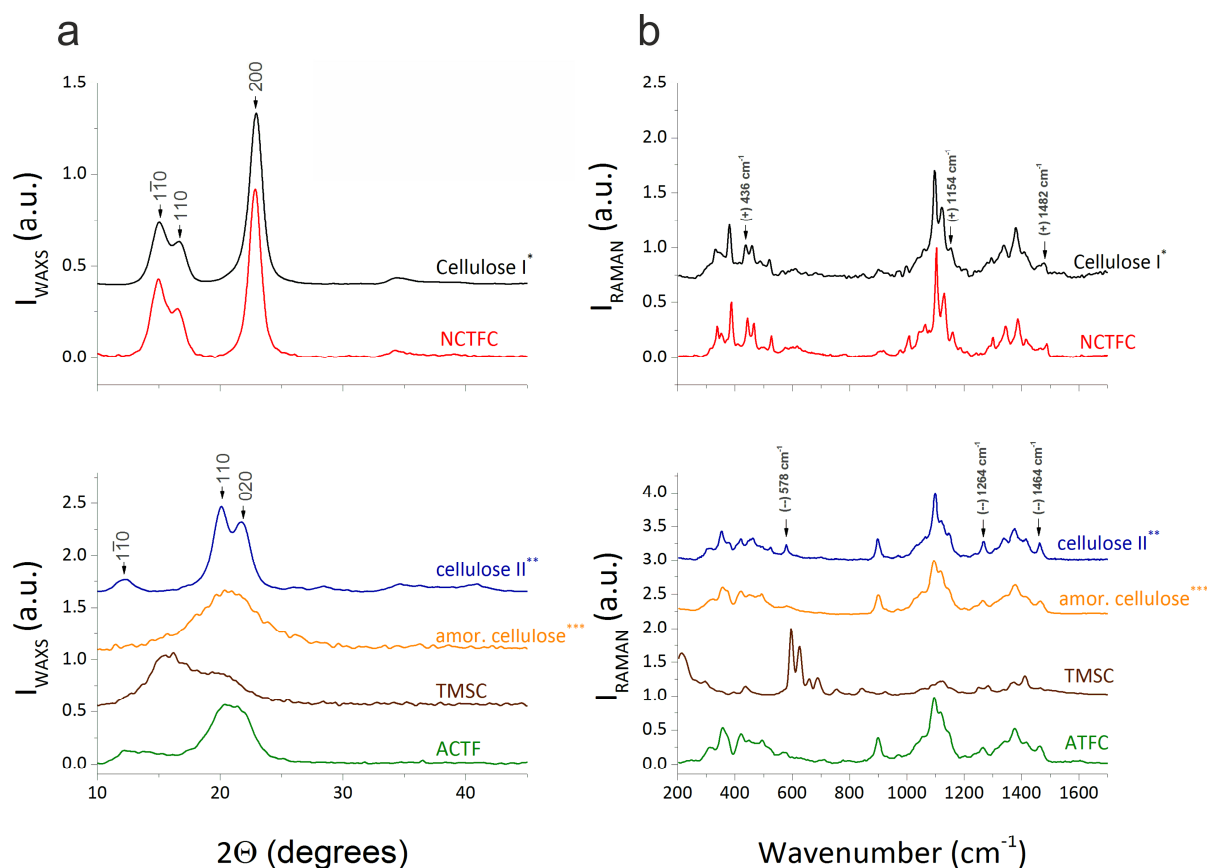 a
1.5
1.0
0.5
0.0
I_WAXS (a.u.)
11̅0
110
200
Cellulose I*
NCTFC
b
2.5
2.0
1.5
1.0
0.5
0.0
I_RAMAN (a.u.)
(+) 436 cm⁻¹
(+) 1154 cm⁻¹
(+) 1482 cm⁻¹
Cellulose I*
NCTFC
2.5
2.0
1.5
1.0
0.5
0.0
I_WAXS (a.u.)
11̅0
110
020
cellulose II**
amor. cellulose***
TMSC
ACTF
10 20 30 40
2Θ (degrees)
4.0
3.5
3.0
2.5
2.0
1.5
1.0
0.5
0.0
I_RAMAN (a.u.)
(--) 578 cm⁻¹
(--) 1264 cm⁻¹
(--) 1464 cm⁻¹
cellulose II**
amor. cellulose***
TMSC
ATFC
200 400 600 800 1000 1200 1400 1600
Wavenumber (cm⁻¹)